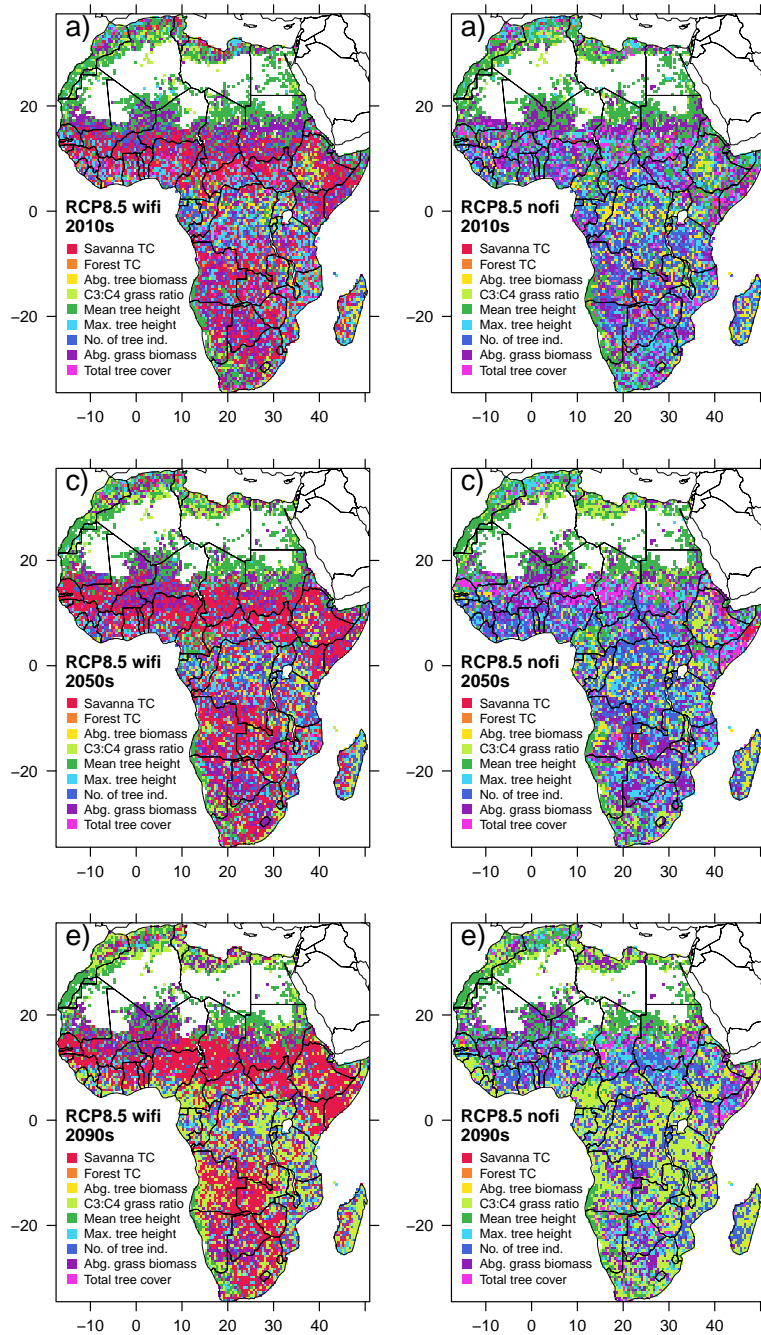 a)
a)
20
0
−20
RCP8.5 wifi
2010s
Savanna TC
Forest TC
Abg. tree biomass
C3:C4 grass ratio
Mean tree height
Max. tree height
No. of tree ind.
Abg. grass biomass
Total tree cover
−10 0 10 20 30 40
20
0
−20
RCP8.5 nofi
2010s
Savanna TC
Forest TC
Abg. tree biomass
C3:C4 grass ratio
Mean tree height
Max. tree height
No. of tree ind.
Abg. grass biomass
Total tree cover
−10 0 10 20 30 40
c)
c)
20
0
−20
RCP8.5 wifi
2050s
Savanna TC
Forest TC
Abg. tree biomass
C3:C4 grass ratio
Mean tree height
Max. tree height
No. of tree ind.
Abg. grass biomass
Total tree cover
−10 0 10 20 30 40
20
0
−20
RCP8.5 nofi
2050s
Savanna TC
Forest TC
Abg. tree biomass
C3:C4 grass ratio
Mean tree height
Max. tree height
No. of tree ind.
Abg. grass biomass
Total tree cover
−10 0 10 20 30 40
e)
e)
20
0
−20
RCP8.5 wifi
2090s
Savanna TC
Forest TC
Abg. tree biomass
C3:C4 grass ratio
Mean tree height
Max. tree height
No. of tree ind.
Abg. grass biomass
Total tree cover
−10 0 10 20 30 40
20
0
−20
RCP8.5 nofi
2090s
Savanna TC
Forest TC
Abg. tree biomass
C3:C4 grass ratio
Mean tree height
Max. tree height
No. of tree ind.
Abg. grass biomass
Total tree cover
−10 0 10 20 30 40